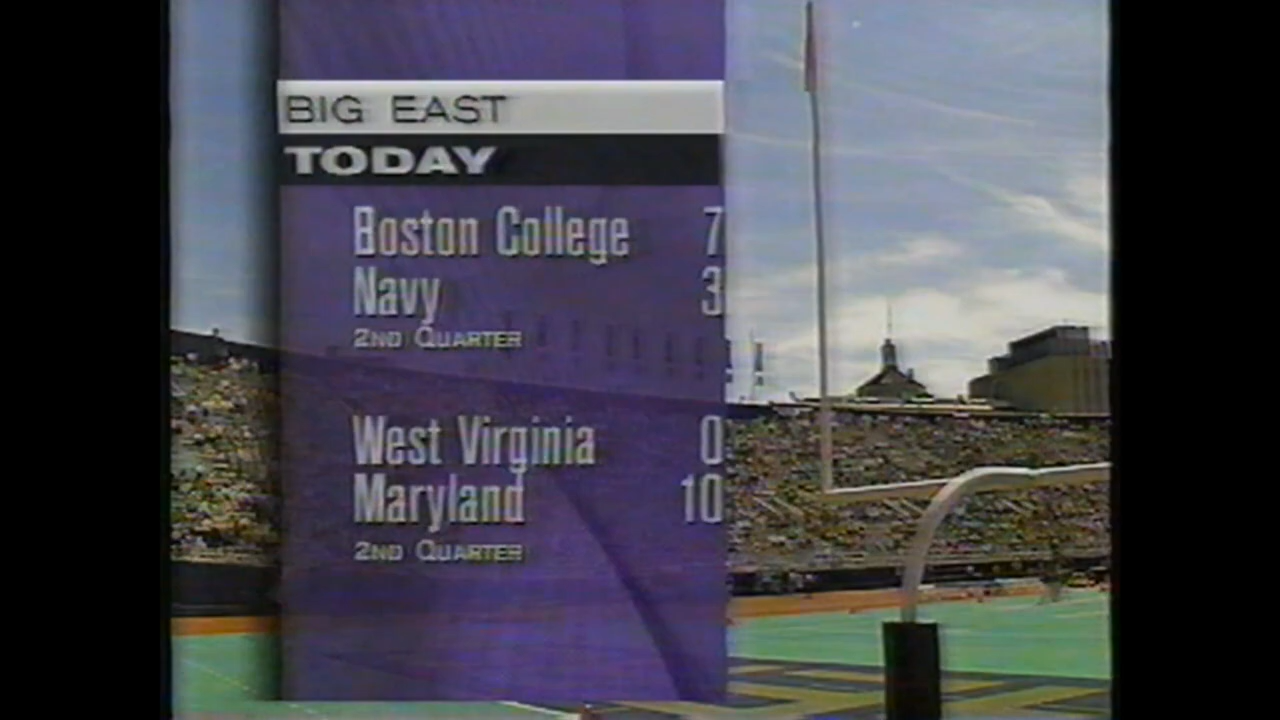 BIG EAST
TODAY
Boston College 7
Navy 3
2ND QUARTER
West Virginia 0
Maryland 10
2ND QUARTER